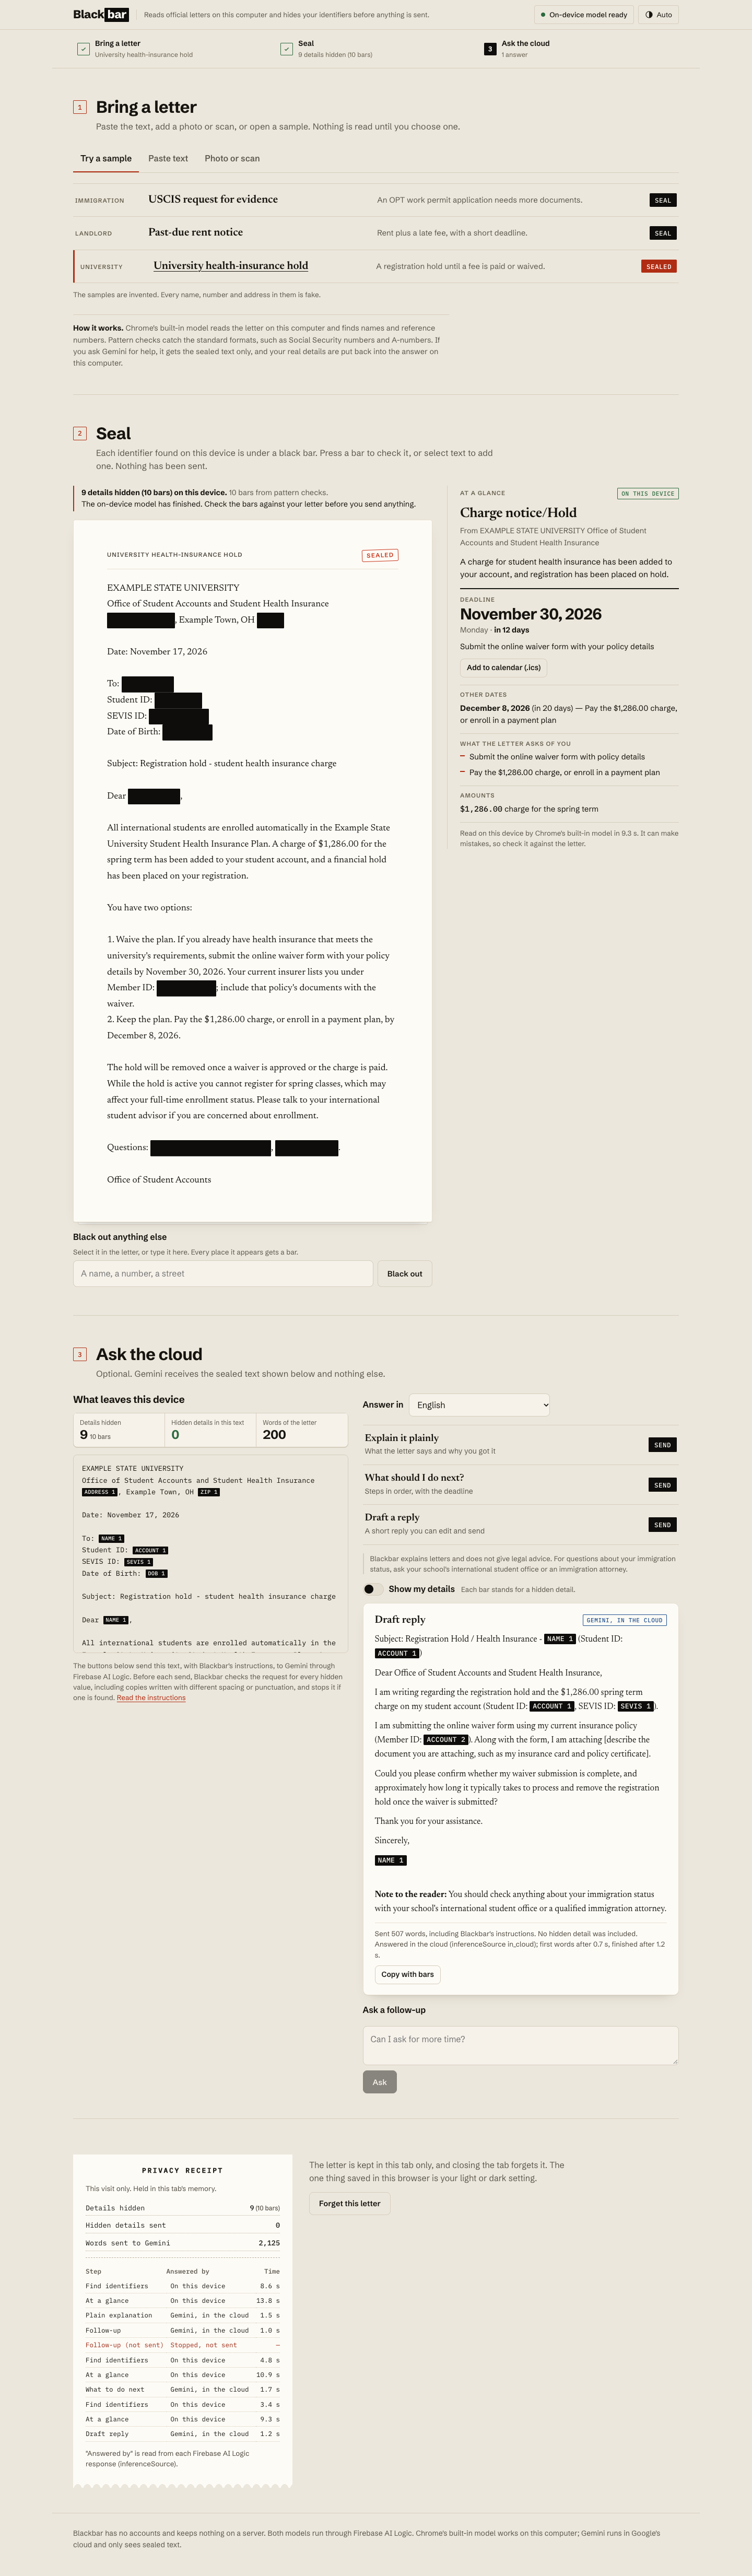 Blackbar
Reads official letters on this computer and hides your identifiers before anything is sent.
On-device model ready
Auto
Bring a letter
University health-insurance hold
Seal
9 details hidden (10 bars)
3
Ask the cloud
1 answer
1
Bring a letter
Paste the text, add a photo or scan, or open a sample. Nothing is read until you choose one.
Try a sample
Paste text
Photo or scan
IMMIGRATION
USCIS request for evidence
An OPT work permit application needs more documents.
SEAL
LANDLORD
Past-due rent notice
Rent plus a late fee, with a short deadline.
SEAL
UNIVERSITY
University health-insurance hold
A registration hold until a fee is paid or waived.
SEALED
The samples are invented. Every name, number and address in them is fake.
How it works. Chrome's built-in model reads the letter on this computer and finds names and reference
numbers. Pattern checks catch the standard formats, such as Social Security numbers and A-numbers. If
you ask Gemini for help, it gets the sealed text only, and your real details are put back into the answer on
this computer.
2
Seal
Each identifier found on this device is under a black bar. Press a bar to check it, or select text to add
one. Nothing has been sent.
9 details hidden (10 bars) on this device. 10 bars from pattern checks.
The on-device model has finished. Check the bars against your letter before you send anything.
UNIVERSITY HEALTH-INSURANCE HOLD
SEALED
EXAMPLE STATE UNIVERSITY
Office of Student Accounts and Student Health Insurance
, Example Town, OH
Date: November 17, 2026
To:
Student ID:
SEVIS ID:
Date of Birth:
Subject: Registration hold - student health insurance charge
Dear ,
All international students are enrolled automatically in the Example State
University Student Health Insurance Plan. A charge of $1,286.00 for the
spring term has been added to your student account, and a financial hold
has been placed on your registration.
You have two options:
1. Waive the plan. If you already have health insurance that meets the
university's requirements, submit the online waiver form with your policy
details by November 30, 2026. Your current insurer lists you under
Member ID: ; include that policy's documents with the
waiver.
2. Keep the plan. Pay the $1,286.00 charge, or enroll in a payment plan, by
December 8, 2026.
The hold will be removed once a waiver is approved or the charge is paid.
While the hold is active you cannot register for spring classes, which may
affect your full-time enrollment status. Please talk to your international
student advisor if you are concerned about enrollment.
Questions: , .
Office of Student Accounts
Black out anything else
Select it in the letter, or type it here. Every place it appears gets a bar.
A name, a number, a street
Black out
AT A GLANCE
ON THIS DEVICE
Charge notice/Hold
From EXAMPLE STATE UNIVERSITY Office of Student
Accounts and Student Health Insurance
A charge for student health insurance has been added to
your account, and registration has been placed on hold.
DEADLINE
November 30, 2026
Monday · in 12 days
Submit the online waiver form with your policy details
Add to calendar (.ics)
OTHER DATES
December 8, 2026 (in 20 days) — Pay the $1,286.00 charge,
or enroll in a payment plan
WHAT THE LETTER ASKS OF YOU
– Submit the online waiver form with policy details
– Pay the $1,286.00 charge, or enroll in a payment plan
AMOUNTS
$1,286.00 charge for the spring term
Read on this device by Chrome's built-in model in 9.3 s. It can make
mistakes, so check it against the letter.
3
Ask the cloud
Optional. Gemini receives the sealed text shown below and nothing else.
What leaves this device
Details hidden
9 10 bars
Hidden details in this text
0
Words of the letter
200
EXAMPLE STATE UNIVERSITY
Office of Student Accounts and Student Health Insurance
ADDRESS 1, Example Town, OH ZIP 1
Date: November 17, 2026
To: NAME 1
Student ID: ACCOUNT 1
SEVIS ID: SEVIS 1
Date of Birth: DOB 1
Subject: Registration hold - student health insurance charge
Dear NAME 1,
All international students are enrolled automatically in the
The buttons below send this text, with Blackbar's instructions, to Gemini through
Firebase AI Logic. Before each send, Blackbar checks the request for every hidden
value, including copies written with different spacing or punctuation, and stops it if
one is found. Read the instructions
Answer in
English
Explain it plainly
What the letter says and why you got it
SEND
What should I do next?
Steps in order, with the deadline
SEND
Draft a reply
A short reply you can edit and send
SEND
Blackbar explains letters and does not give legal advice. For questions about your immigration
status, ask your school's international student office or an immigration attorney.
Show my details
Each bar stands for a hidden detail.
Draft reply
GEMINI, IN THE CLOUD
Subject: Registration Hold / Health Insurance - NAME 1 (Student ID:
ACCOUNT 1)
Dear Office of Student Accounts and Student Health Insurance,
I am writing regarding the registration hold and the $1,286.00 spring term
charge on my student account (Student ID: ACCOUNT 1, SEVIS ID: SEVIS 1).
I am submitting the online waiver form using my current insurance policy
(Member ID: ACCOUNT 2). Along with the form, I am attaching [describe the
document you are attaching, such as my insurance card and policy certificate].
Could you please confirm whether my waiver submission is complete, and
approximately how long it typically takes to process and remove the registration
hold once the waiver is submitted?
Thank you for your assistance.
Sincerely,
NAME 1
Note to the reader: You should check anything about your immigration status
with your school's international student office or a qualified immigration attorney.
Sent 507 words, including Blackbar's instructions. No hidden detail was included.
Answered in the cloud (inferenceSource in_cloud); first words after 0.7 s, finished after 1.2
s.
Copy with bars
Ask a follow-up
Can I ask for more time?
Ask
PRIVACY RECEIPT
This visit only. Held in this tab's memory.
Details hidden 9 (10 bars)
Hidden details sent 0
Words sent to Gemini 2,125
Step Answered by Time
Find identifiers On this device 8.6 s
At a glance On this device 13.8 s
Plain explanation Gemini, in the cloud 1.5 s
Follow-up Gemini, in the cloud 1.0 s
Follow-up (not sent) Stopped, not sent —
Find identifiers On this device 4.8 s
At a glance On this device 10.9 s
What to do next Gemini, in the cloud 1.7 s
Find identifiers On this device 3.4 s
At a glance On this device 9.3 s
Draft reply Gemini, in the cloud 1.2 s
"Answered by" is read from each Firebase AI Logic
response (inferenceSource).
The letter is kept in this tab only, and closing the tab forgets it. The
one thing saved in this browser is your light or dark setting.
Forget this letter
Blackbar has no accounts and keeps nothing on a server. Both models run through Firebase AI Logic. Chrome's built-in model works on this computer; Gemini runs in Google's
cloud and only sees sealed text.